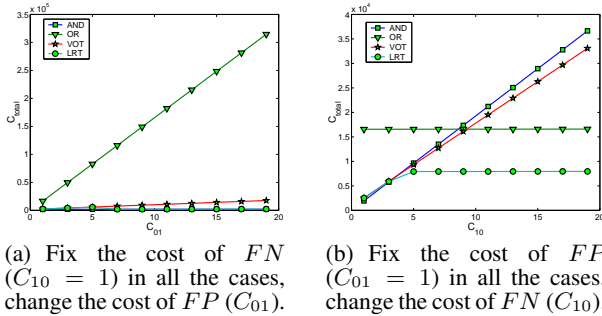 x 10^5
3.5
3
2.5
2
1.5
1
0.5
0
C_total
0 5 10 15 20
C_01
AND
OR
VOT
LRT
x 10^4
4
3.5
3
2.5
2
1.5
1
0.5
0
C_total
0 5 10 15 20
C_10
AND
OR
VOT
LRT
(a) Fix the cost of FN
(C_10 = 1) in all the cases,
change the cost of FP (C_01).
(b) Fix the cost of FP
(C_01 = 1) in all the cases,
change the cost of FN (C_10)